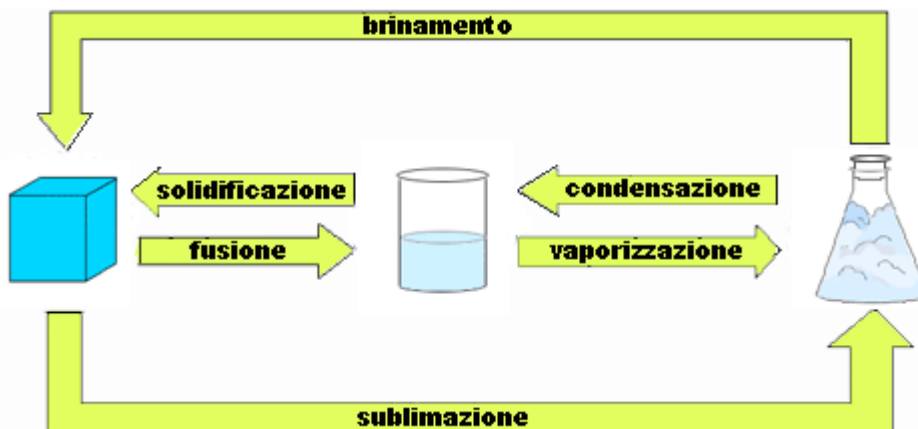 brinamento
solidificazione
condensazione
fusione
vaporizzazione
sublimazione